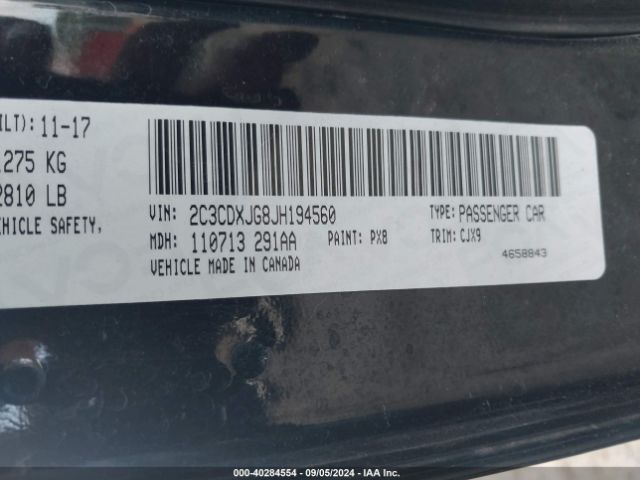 ILT): 11-17
1275 KG
2810 LB
EHICLE SAFETY,
VIN: 2C3CDXJG8JH194560
TYPE: PASSENGER CAR
MDH: 110713 291AA
PAINT: PX8
TRIM: CJX9
VEHICLE MADE IN CANADA
4658843
000-40284554 - 09/05/2024 - IAA Inc.